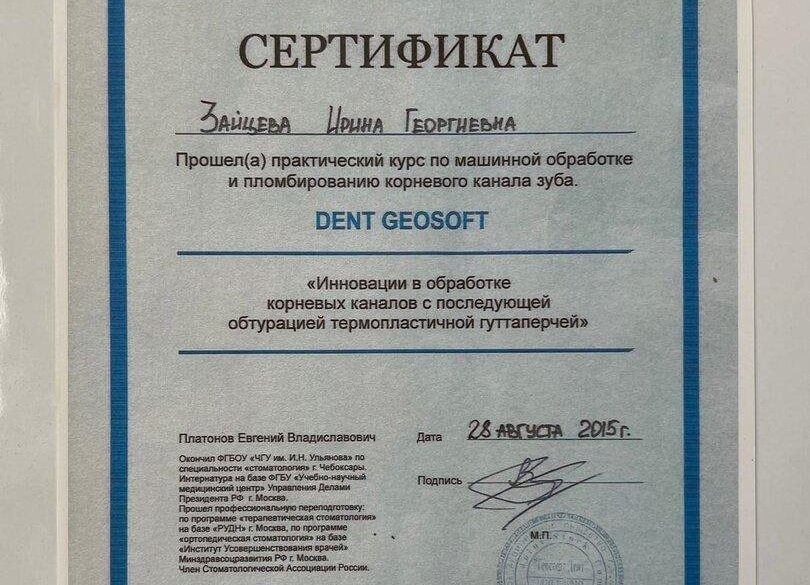 СЕРТИФИКАТ
Зайцева Ирина Георгиевна
Прошел(а) практический курс по машинной обработке
и пломбированию корневого канала зуба.
DENT GEOSOFT
«Инновации в обработке
корневых каналов с последующей
обтурацией термопластичной гуттаперчей»
Платонов Евгений Владиславович
Окончил ФГБОУ «ЧГУ им. И.Н. Ульянова» по
специальности «стоматология» г. Чебоксары.
Интернатура на базе ФГБУ «Учебно-научный
медицинский центр» Управления Делами
Президента РФ г. Москва.
Прошел профессиональную переподготовку:
по программе «терапевтическая стоматология»
на базе «РУДН» г. Москва, по программе
«ортопедическая стоматология» на базе
«Институт Усовершенствования врачей»
Минздравсоцразвития РФ г. Москва.
Член Стоматологической Ассоциации России.
Дата 28 августа 2015г.
Подпись
М.П.